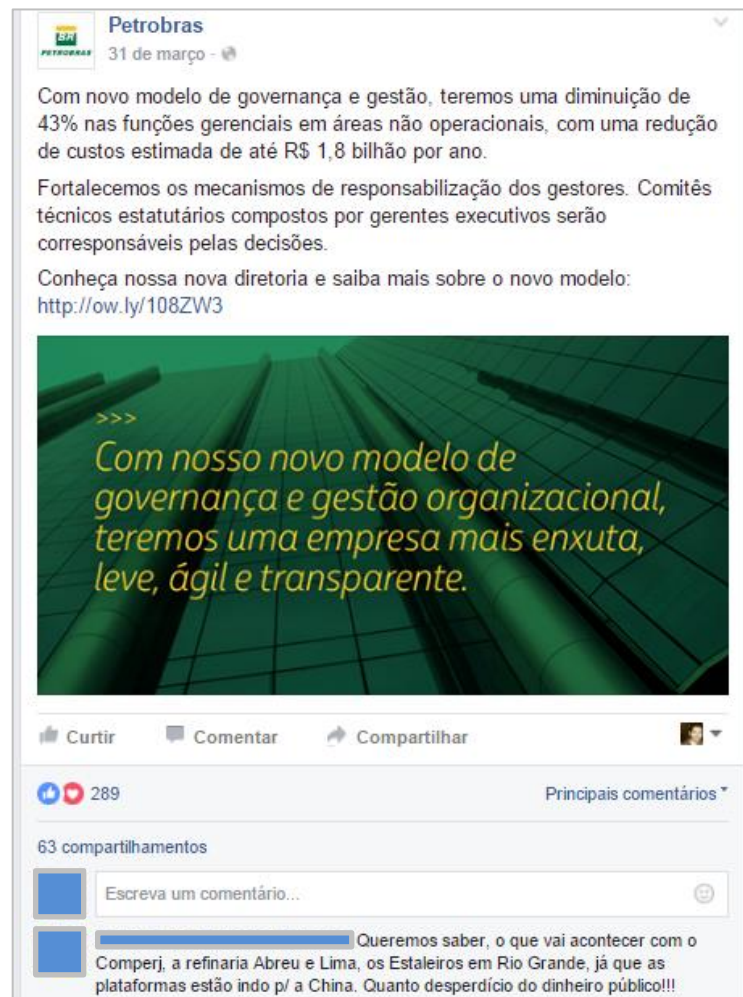 Petrobras
BR
PETROBRAS
31 de março
Com novo modelo de governança e gestão, teremos uma diminuição de
43% nas funções gerenciais em áreas não operacionais, com uma redução
de custos estimada de até R$ 1,8 bilhão por ano.
Fortalecemos os mecanismos de responsabilização dos gestores. Comitês
técnicos estatutários compostos por gerentes executivos serão
corresponsáveis pelas decisões.
Conheça nossa nova diretoria e saiba mais sobre o novo modelo:
http://ow.ly/108ZW3
>>>
Com nosso novo modelo de
governança e gestão organizacional,
teremos uma empresa mais enxuta,
leve, ágil e transparente.
Curtir Comentar Compartilhar
289 Principais comentários
63 compartilhamentos
Escreva um comentário...
Queremos saber, o que vai acontecer com o
Comperj, a refinaria Abreu e Lima, os Estaleiros em Rio Grande, já que as
plataformas estão indo p/ a China. Quanto desperdício do dinheiro público!!!